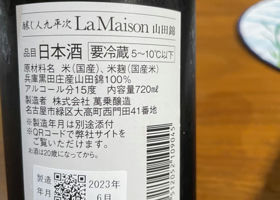 醸し人九平次 La Maison 山田錦
品目 日本酒 要冷蔵 5〜10℃以下
原材料名 米(国産)、米麹(国産米)
兵庫黒田庄産山田錦100%
アルコール分15度 内容量720ml
製造者 株式会社 萬乗醸造
名古屋市緑区大高町西門田41番地
※製造年月は別途添付
※QRコードで弊社サイトを
ご覧いただけます。
お酒は20歳になってから。
製造年月
2023年
6月
4512052109045